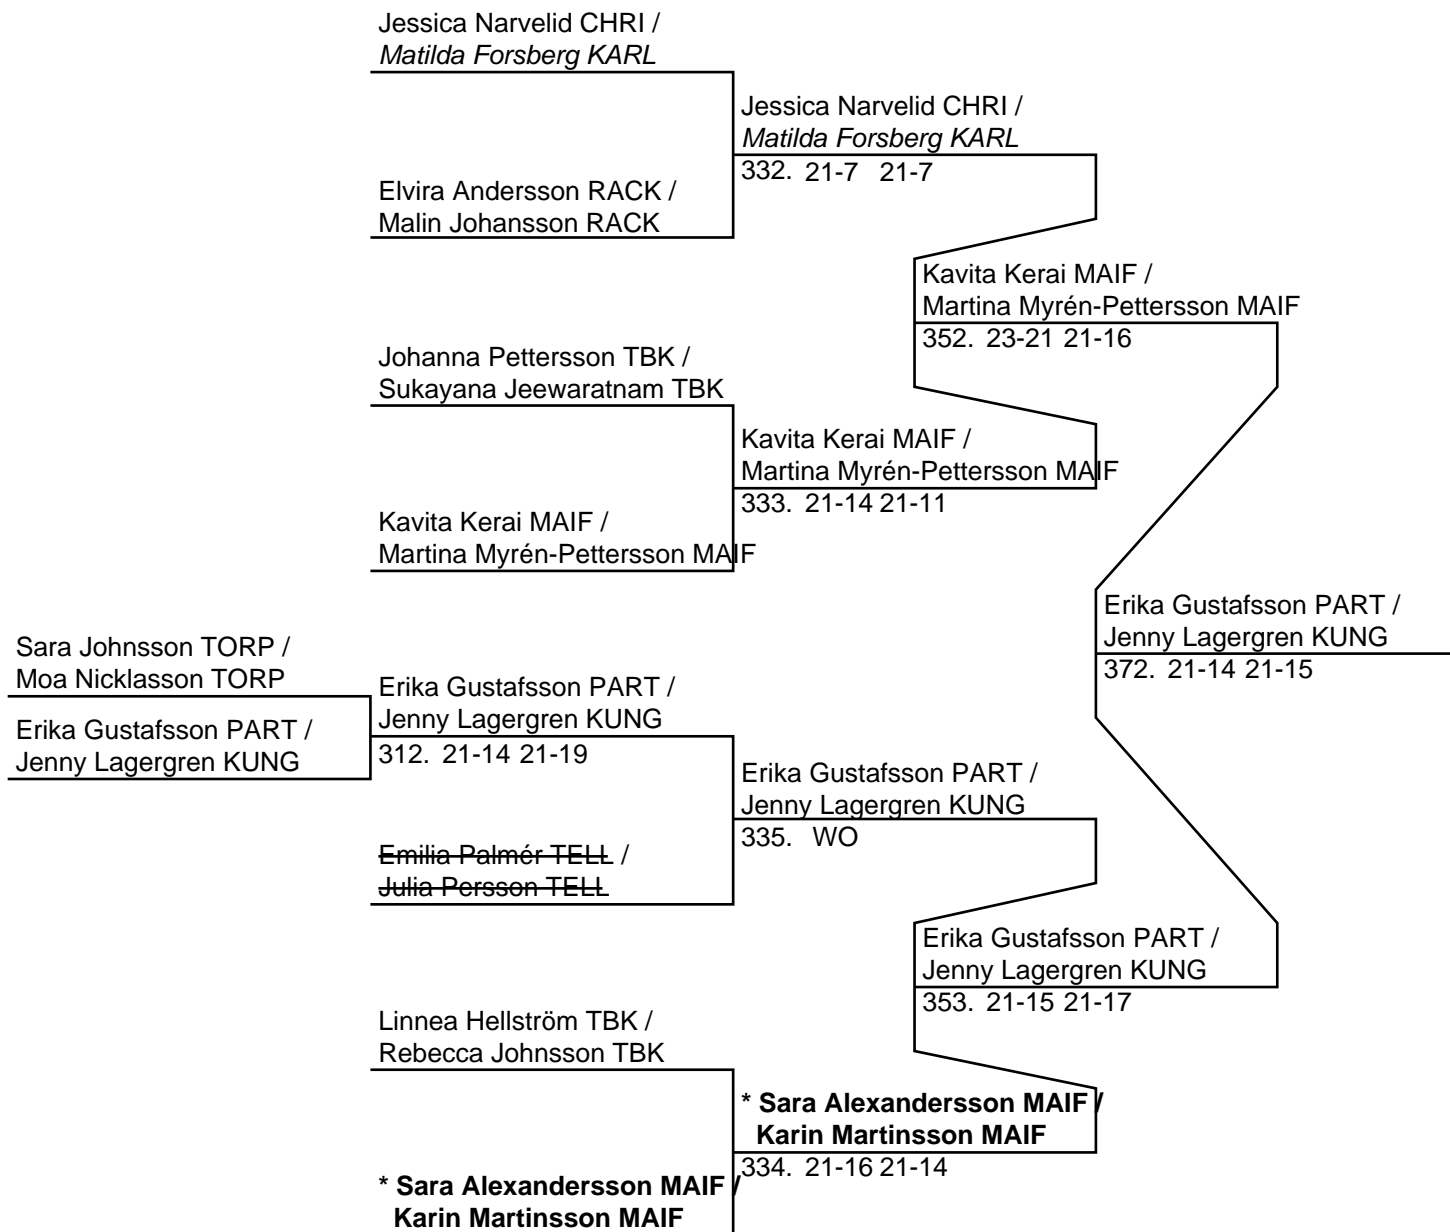 Jessica Narvelid CHRI /
Matilda Forsberg KARL
Jessica Narvelid CHRI /
Matilda Forsberg KARL
332. 21-7 21-7
Elvira Andersson RACK /
Malin Johansson RACK
Kavita Kerai MAIF /
Martina Myrén-Pettersson MAIF
352. 23-21 21-16
Johanna Pettersson TBK /
Sukayana Jeewaratnam TBK
Kavita Kerai MAIF /
Martina Myrén-Pettersson MAIF
333. 21-14 21-11
Kavita Kerai MAIF /
Martina Myrén-Pettersson MAIF
Erika Gustafsson PART /
Jenny Lagergren KUNG
372. 21-14 21-15
Sara Johnsson TORP /
Moa Nicklasson TORP
Erika Gustafsson PART /
Jenny Lagergren KUNG
312. 21-14 21-19
Erika Gustafsson PART /
Jenny Lagergren KUNG
Erika Gustafsson PART /
Jenny Lagergren KUNG
335. WO
Emilia Palmér TELL /
Julia Persson TELL
Erika Gustafsson PART /
Jenny Lagergren KUNG
353. 21-15 21-17
Linnea Hellström TBK /
Rebecca Johnsson TBK
* Sara Alexandersson MAIF /
Karin Martinsson MAIF
334. 21-16 21-14
* Sara Alexandersson MAIF /
Karin Martinsson MAIF